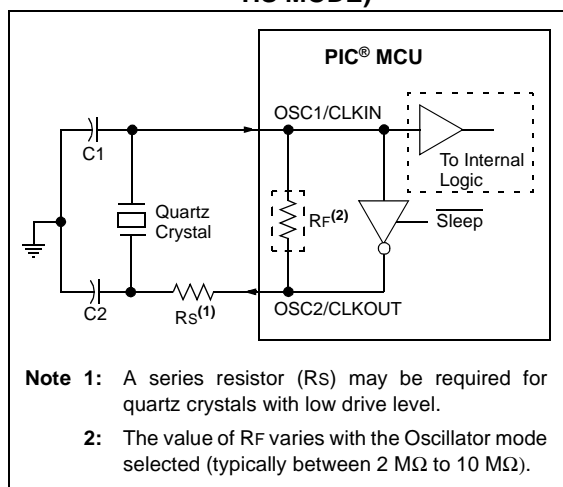 PIC® MCU
OSC1/CLKIN
C1
To Internal
Logic
Quartz
Crystal
RF(2)
Sleep
C2
RS(1)
OSC2/CLKOUT
Note 1: A series resistor (RS) may be required for
quartz crystals with low drive level.
2: The value of RF varies with the Oscillator mode
selected (typically between 2 MΩ to 10 MΩ).